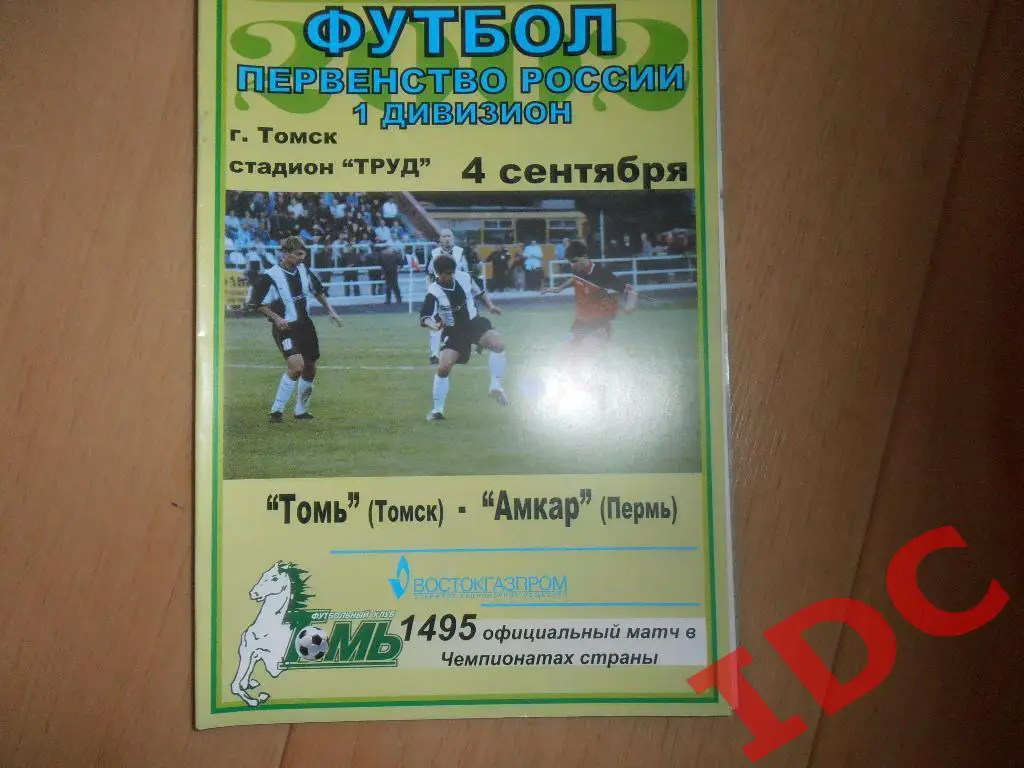 2002
ФУТБОЛ
ПЕРВЕНСТВО РОССИИ
1 ДИВИЗИОН
г. Томск
стадион "ТРУД" 4 сентября
"Томь" (Томск) - "Амкар" (Пермь)
ВОСТОКГАЗПРОМ
ФУТБОЛЬНЫЙ КЛУБ
ТОМЬ
1495 официальный матч в
Чемпионатах страны
IDC